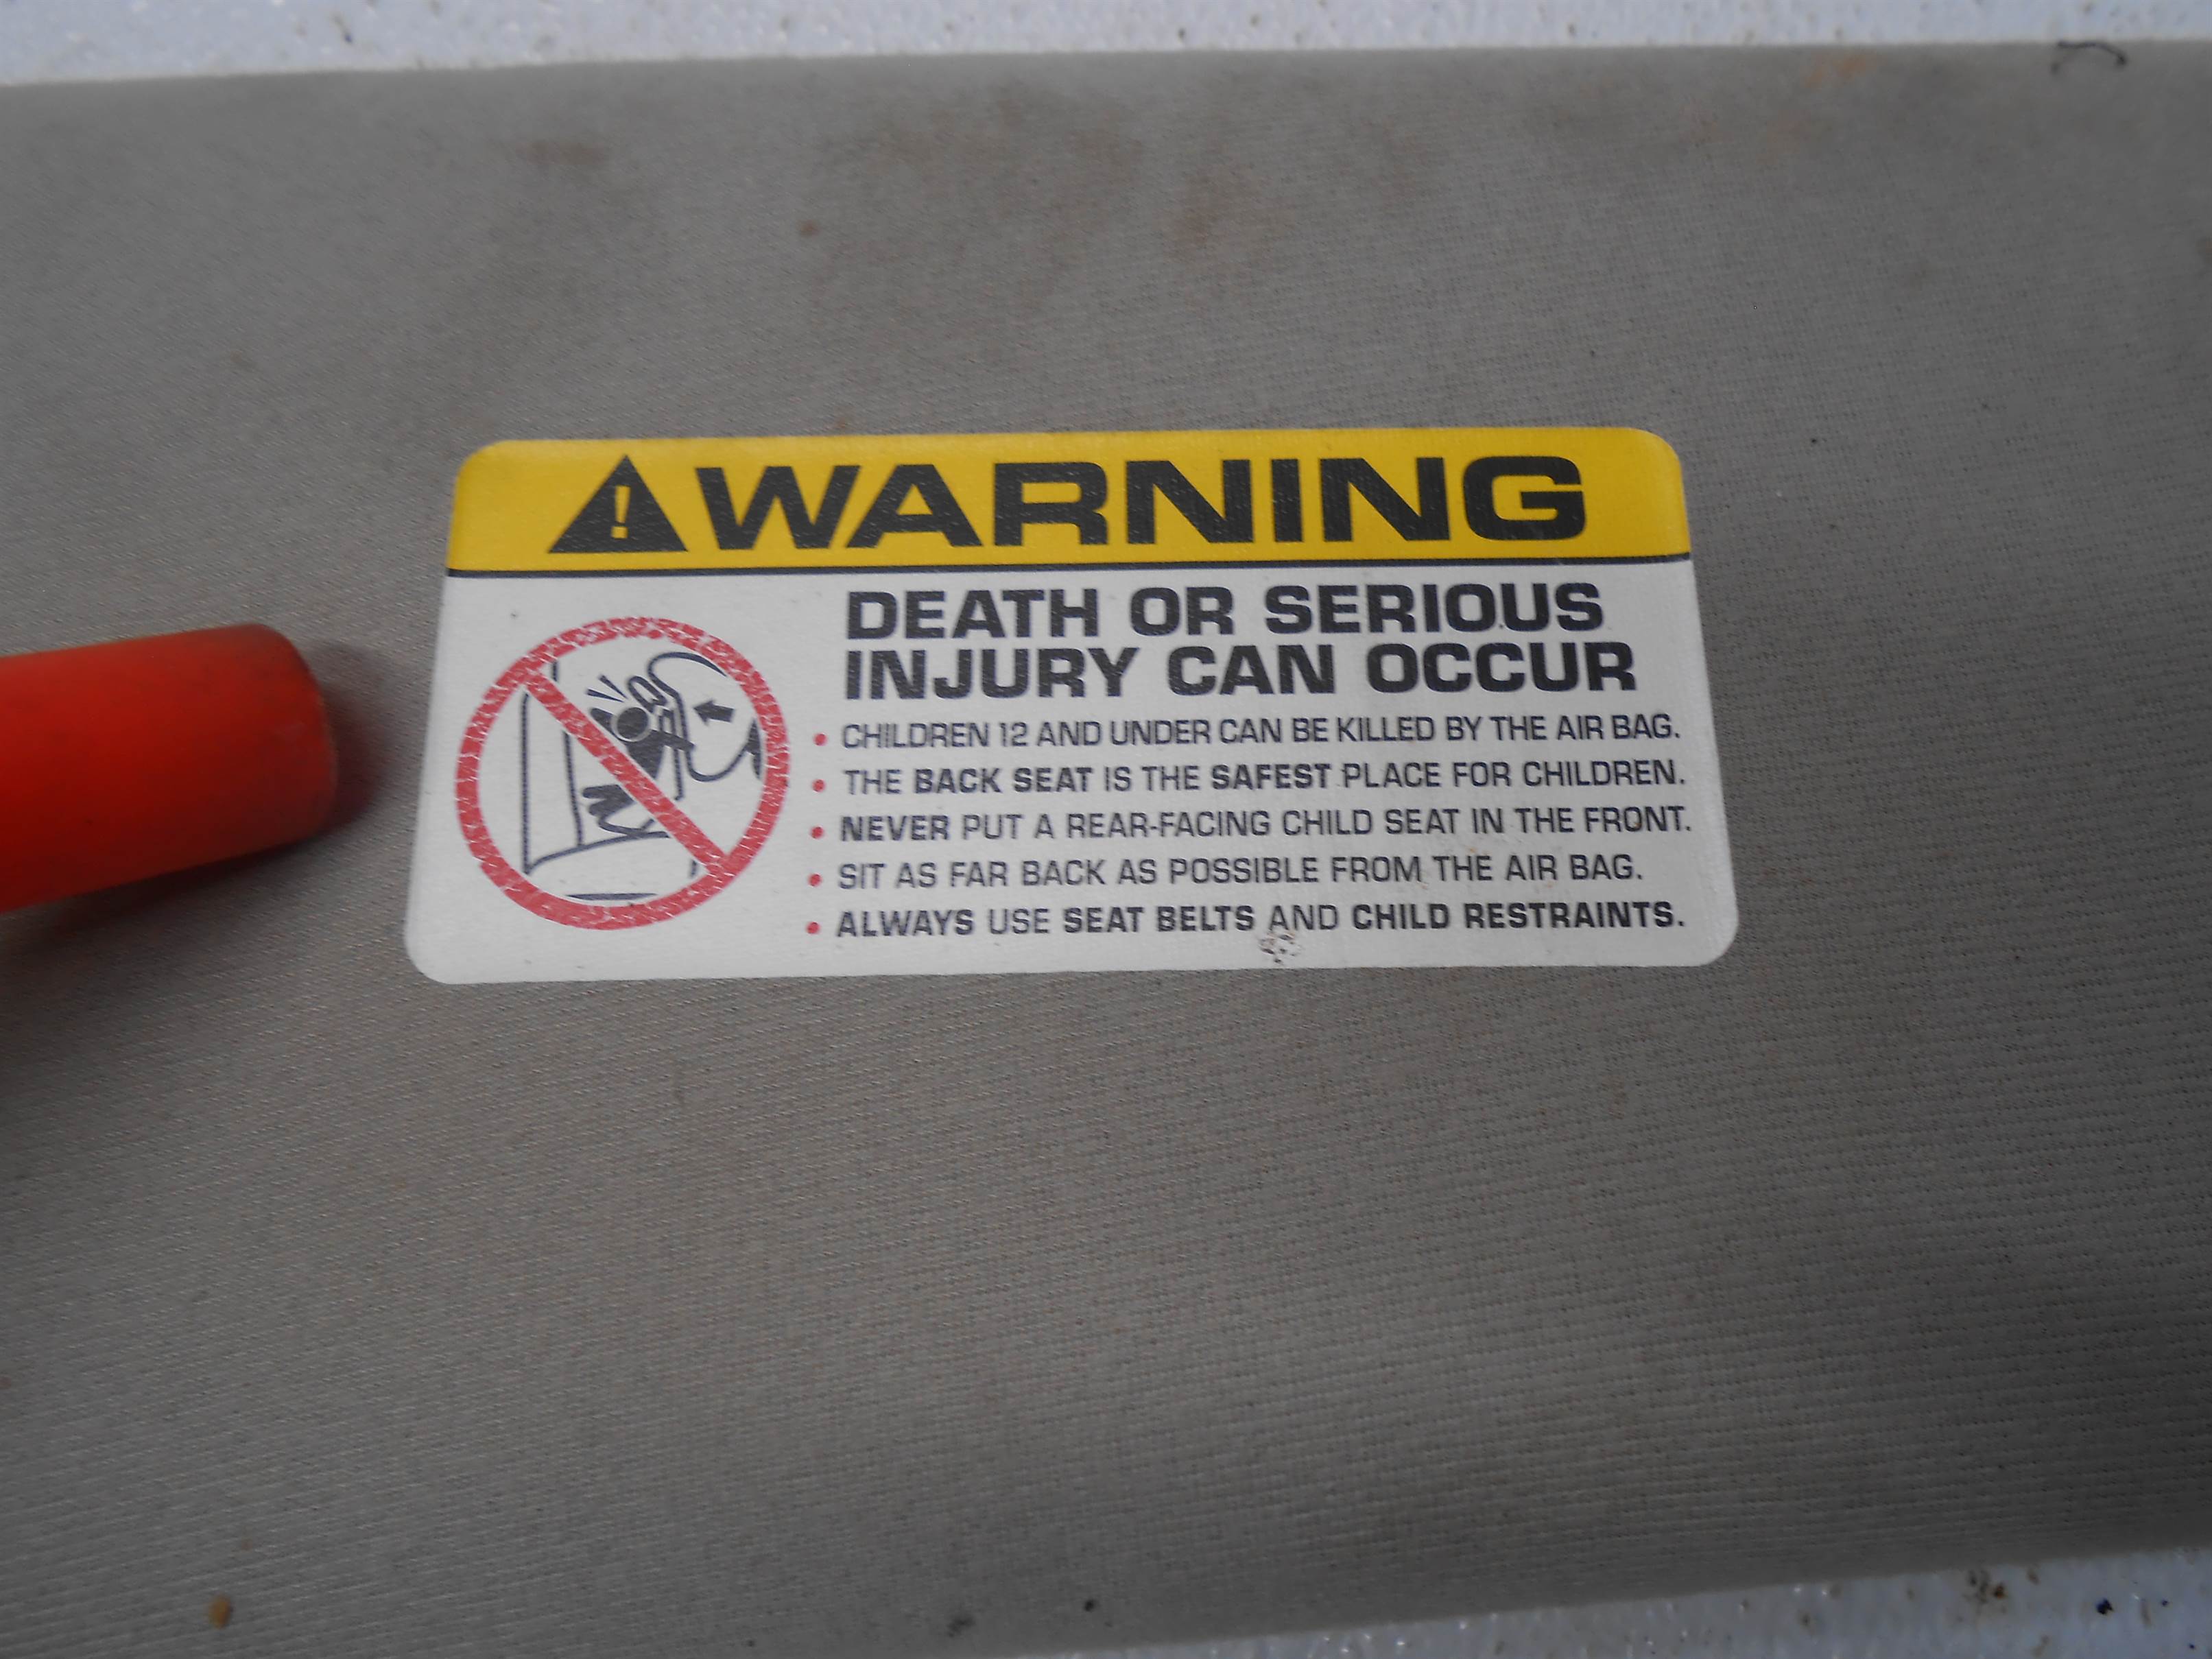 WARNING
DEATH OR SERIOUS
INJURY CAN OCCUR
• CHILDREN 12 AND UNDER CAN BE KILLED BY THE AIR BAG.
• THE BACK SEAT IS THE SAFEST PLACE FOR CHILDREN.
• NEVER PUT A REAR-FACING CHILD SEAT IN THE FRONT.
• SIT AS FAR BACK AS POSSIBLE FROM THE AIR BAG.
• ALWAYS USE SEAT BELTS AND CHILD RESTRAINTS.